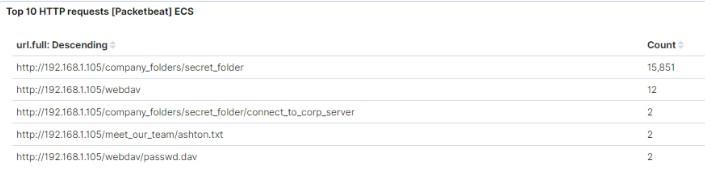 Top 10 HTTP requests [Packetbeat] ECS
url.full: Descending Count
http://192.168.1.105/company_folders/secret_folder 15,851
http://192.168.1.105/webdav 12
http://192.168.1.105/company_folders/secret_folder/connect_to_corp_server 2
http://192.168.1.105/meet_our_team/ashton.txt 2
http://192.168.1.105/webdav/passwd.dav 2